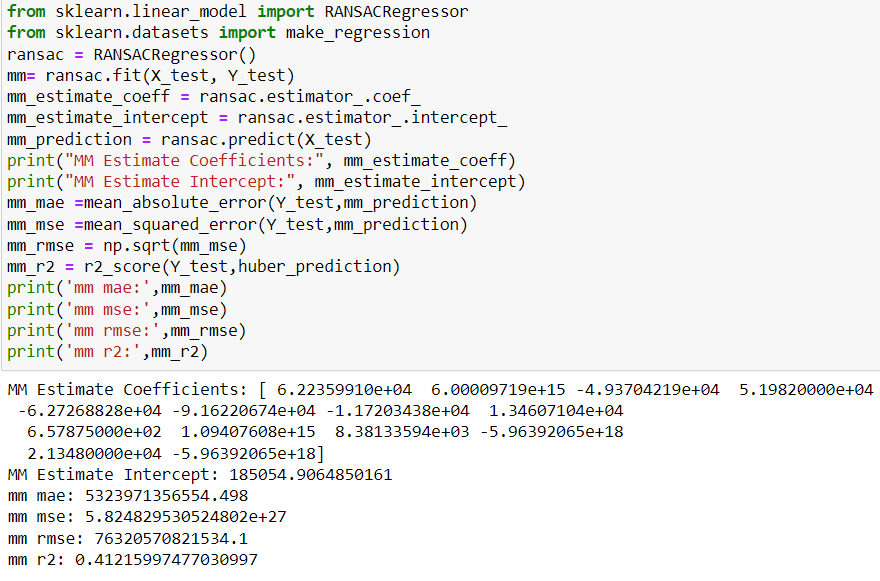 from sklearn.linear_model import RANSACRegressor
from sklearn.datasets import make_regression
ransac = RANSACRegressor()
mm= ransac.fit(X_test, Y_test)
mm_estimate_coeff = ransac.estimator_.coef_
mm_estimate_intercept = ransac.estimator_.intercept_
mm_prediction = ransac.predict(X_test)
print("MM Estimate Coefficients:", mm_estimate_coeff)
print("MM Estimate Intercept:", mm_estimate_intercept)
mm_mae =mean_absolute_error(Y_test,mm_prediction)
mm_mse =mean_squared_error(Y_test,mm_prediction)
mm_rmse = np.sqrt(mm_mse)
mm_r2 = r2_score(Y_test,huber_prediction)
print('mm mae:',mm_mae)
print('mm mse:',mm_mse)
print('mm rmse:',mm_rmse)
print('mm r2:',mm_r2)
MM Estimate Coefficients: [ 6.22359910e+04  6.00009719e+15 -4.93704219e+04  5.19820000e+04
 -6.27268828e+04 -9.16220674e+04 -1.17203438e+04  1.34607104e+04
  6.57875000e+02  1.09407608e+15  8.38133594e+03 -5.96392065e+18
  2.13480000e+04 -5.96392065e+18]
MM Estimate Intercept: 185054.9064850161
mm mae: 5323971356554.498
mm mse: 5.824829530524802e+27
mm rmse: 76320570821534.1
mm r2: 0.41215997477030997